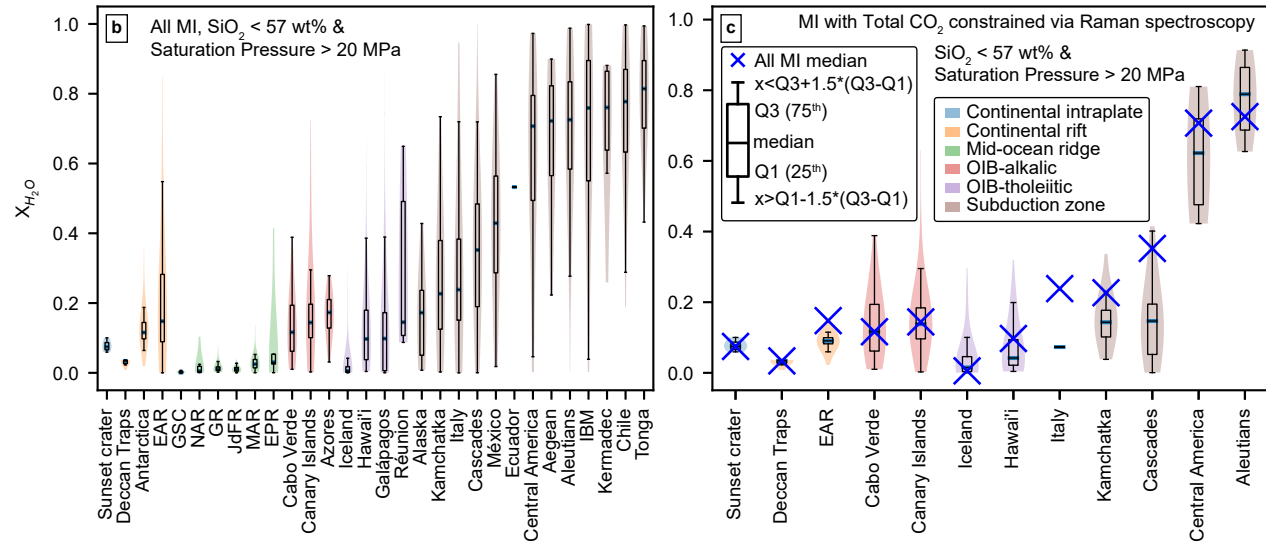 b
All MI, SiO₂ < 57 wt% &
Saturation Pressure > 20 MPa
X_{H₂O}
1.0
0.8
0.6
0.4
0.2
0.0
Sunset crater
Deccan Traps
Antarctica
EAR
GSC
NAR
GR
JdFR
MAR
EPR
Cabo Verde
Canary Islands
Azores
Iceland
Hawai'i
Galápagos
Réunion
Alaska
Kamchatka
Italy
Cascades
México
Ecuador
Central America
Aegean
Aleutians
IBM
Kermadec
Chile
Tonga
c
MI with Total CO₂ constrained via Raman spectroscopy
SiO₂ < 57 wt% &
Saturation Pressure > 20 MPa
All MI median
x<Q3+1.5*(Q3-Q1)
Q3 (75ᵗʰ)
median
Q1 (25ᵗʰ)
x>Q1-1.5*(Q3-Q1)
Continental intraplate
Continental rift
Mid-ocean ridge
OIB-alkalic
OIB-tholeiitic
Subduction zone
1.0
0.8
0.6
0.4
0.2
0.0
Sunset crater
Deccan Traps
EAR
Cabo Verde
Canary Islands
Iceland
Hawai'i
Italy
Kamchatka
Cascades
Central America
Aleutians